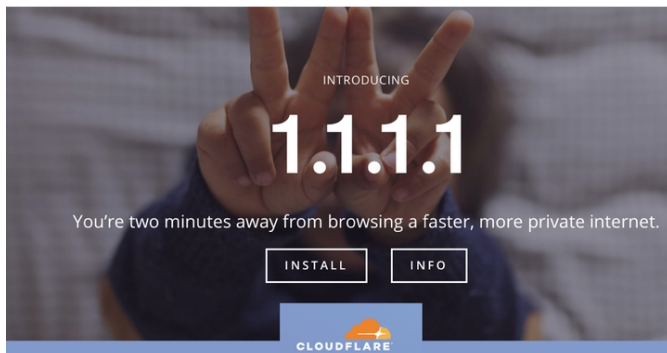 INTRODUCING
1.1.1.1
You're two minutes away from browsing a faster, more private internet.
INSTALL INFO
CLOUDFLARE